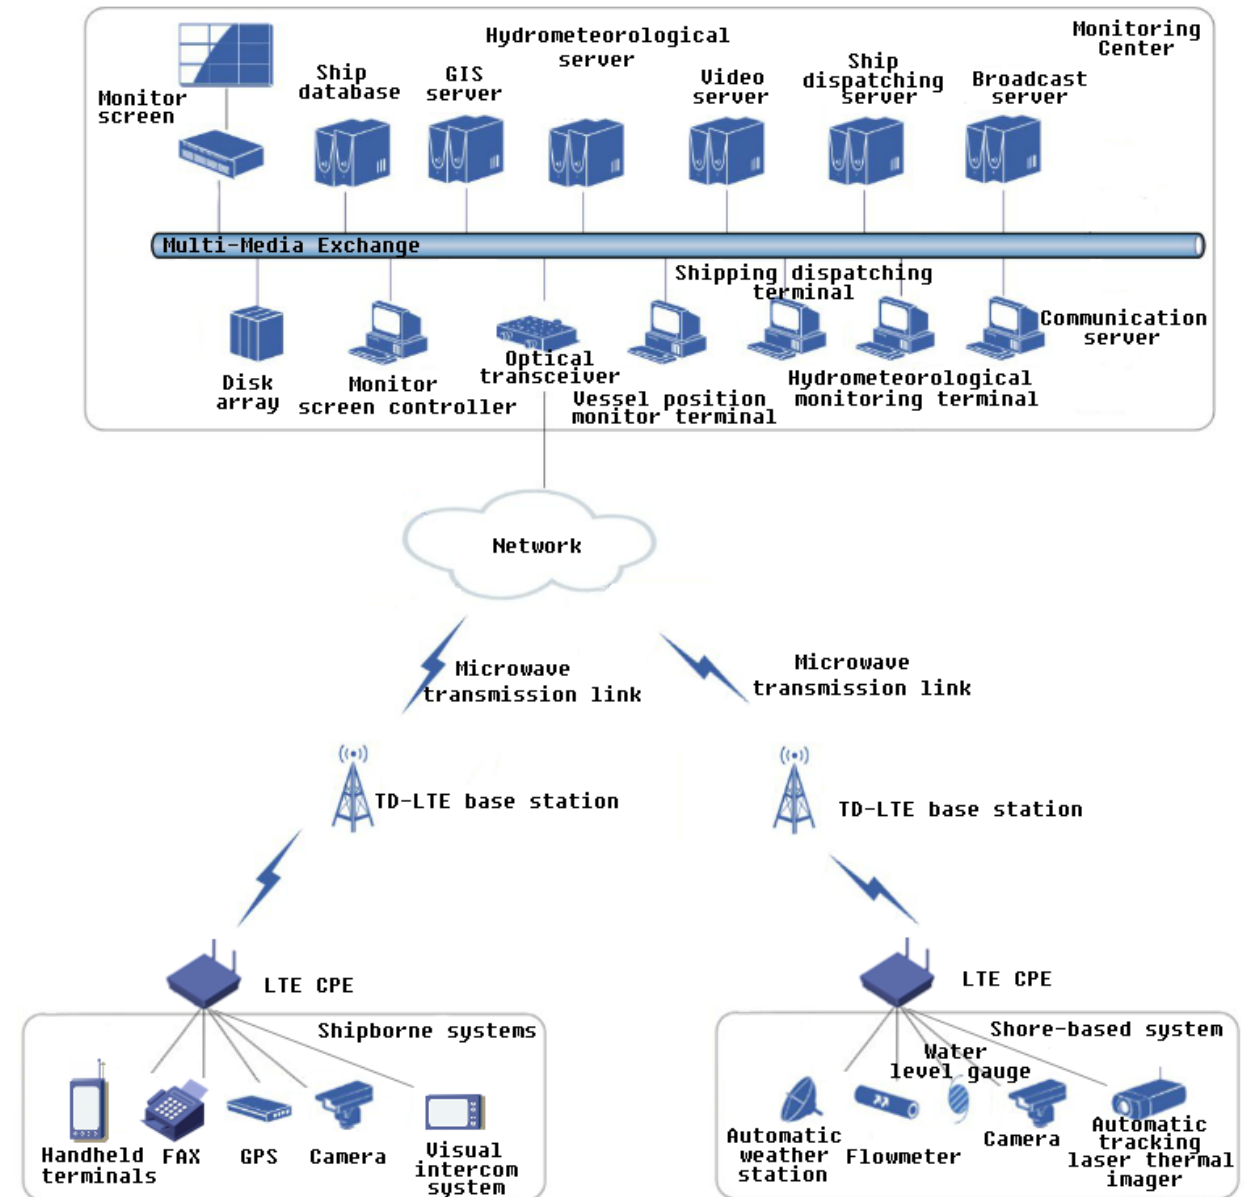 Monitoring
Center
Monitor
screen
Ship
database
GIS
server
Hydrometeorological
server
Video
server
Ship
dispatching
server
Broadcast
server
Multi-Media Exchange
Disk
array
Monitor
screen controller
Optical
transceiver
Vessel position
monitor terminal
Shipping dispatching
terminal
Hydrometeorological
monitoring terminal
Communication
server
Network
Microwave
transmission link
Microwave
transmission link
TD-LTE base station
TD-LTE base station
LTE CPE
LTE CPE
Shipborne systems
Handheld
terminals
FAX
GPS
Camera
Visual
intercom
system
Shore-based system
Automatic
weather
station
Flowmeter
Water
level gauge
Camera
Automatic
tracking
laser thermal
imager